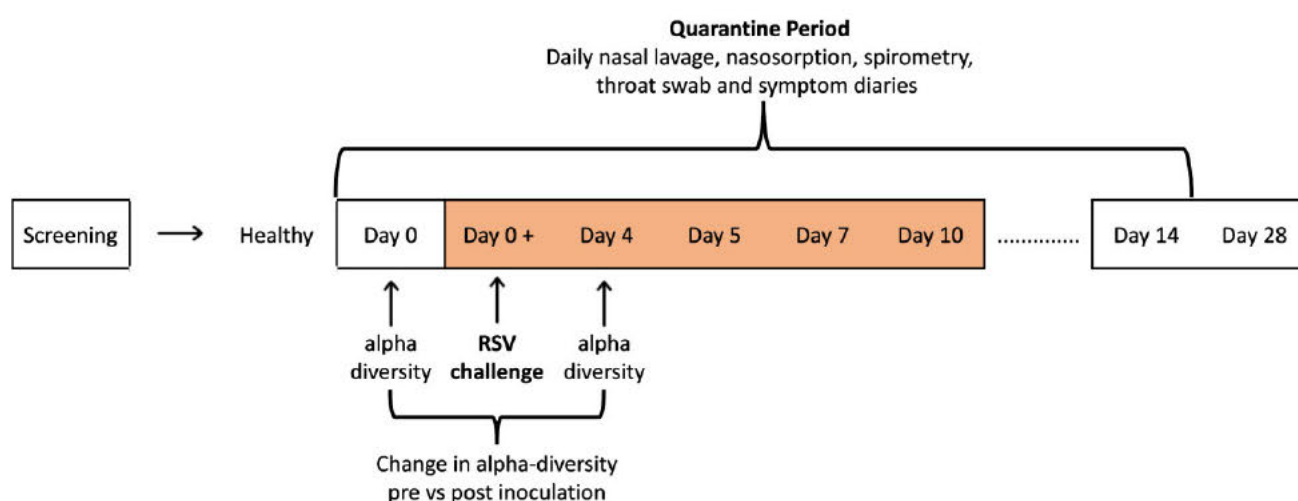 Quarantine Period
Daily nasal lavage, nasosorption, spirometry,
throat swab and symptom diaries
Screening
Healthy
Day 0
Day 0 +
Day 4
Day 5
Day 7
Day 10
..............
Day 14
Day 28
alpha
diversity
RSV
challenge
alpha
diversity
Change in alpha-diversity
pre vs post inoculation